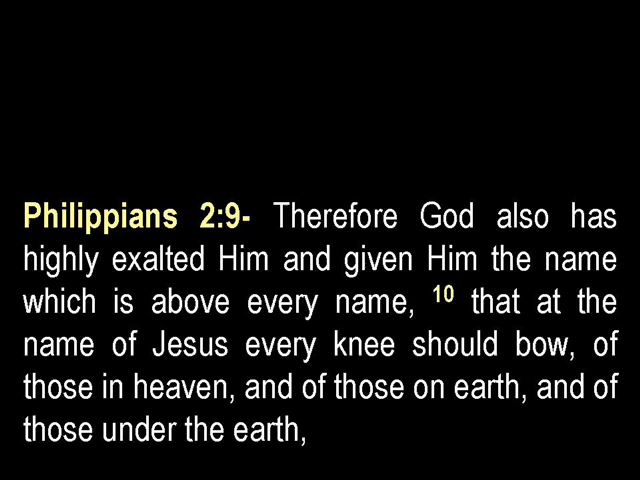 Philippians 2:9- Therefore God also has
highly exalted Him and given Him the name
which is above every name, 10 that at the
name of Jesus every knee should bow, of
those in heaven, and of those on earth, and of
those under the earth,